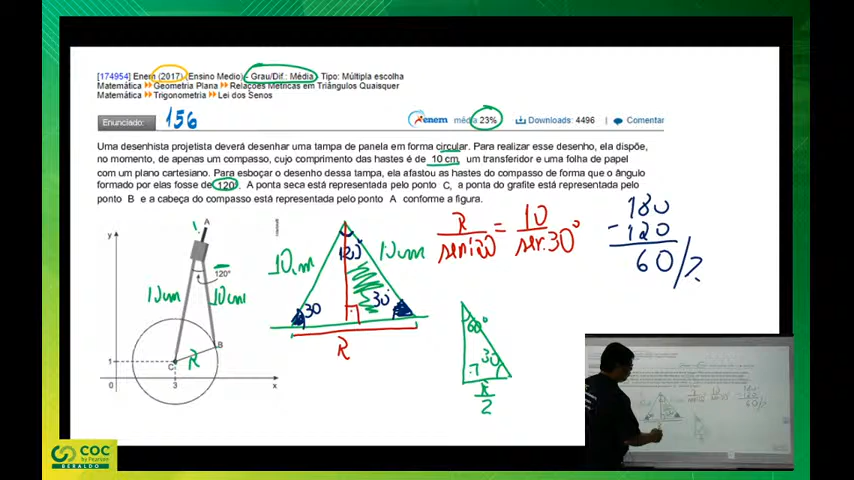 [174954] Enem (2017) (Ensino Medio) - Grau/Dif.: Média - Tipo: Múltipla escolha
Matemática Geometria Plana Relações Métricas em Triângulos Quaisquer
Matemática Trigonometria Lei dos Senos
Enunciado: 156 enem média 23% Downloads: 4496 | Comentar
Uma desenhista projetista deverá desenhar uma tampa de panela em forma circular. Para realizar esse desenho, ela dispõe,
no momento, de apenas um compasso, cujo comprimento das hastes é de 10 cm, um transferidor e uma folha de papel
com um plano cartesiano. Para esboçar o desenho dessa tampa, ela afastou as hastes do compasso de forma que o ângulo
formado por elas fosse de 120°. A ponta seca está representada pelo ponto C, a ponta do grafite está representada pelo
ponto B e a cabeça do compasso está representada pelo ponto A conforme a figura.
y
A
120°
10cm 10cm
B
C
R
1
0
3
x
120°
10cm 10cm
30 30°
R
R/sen120 = 10/sen30°
180
-120
60/2
60°
30
R/2
COC
by Pearson
BERALDO